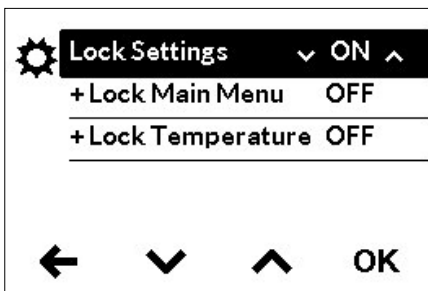 Lock Settings ON
+Lock Main Menu OFF
+Lock Temperature OFF
OK